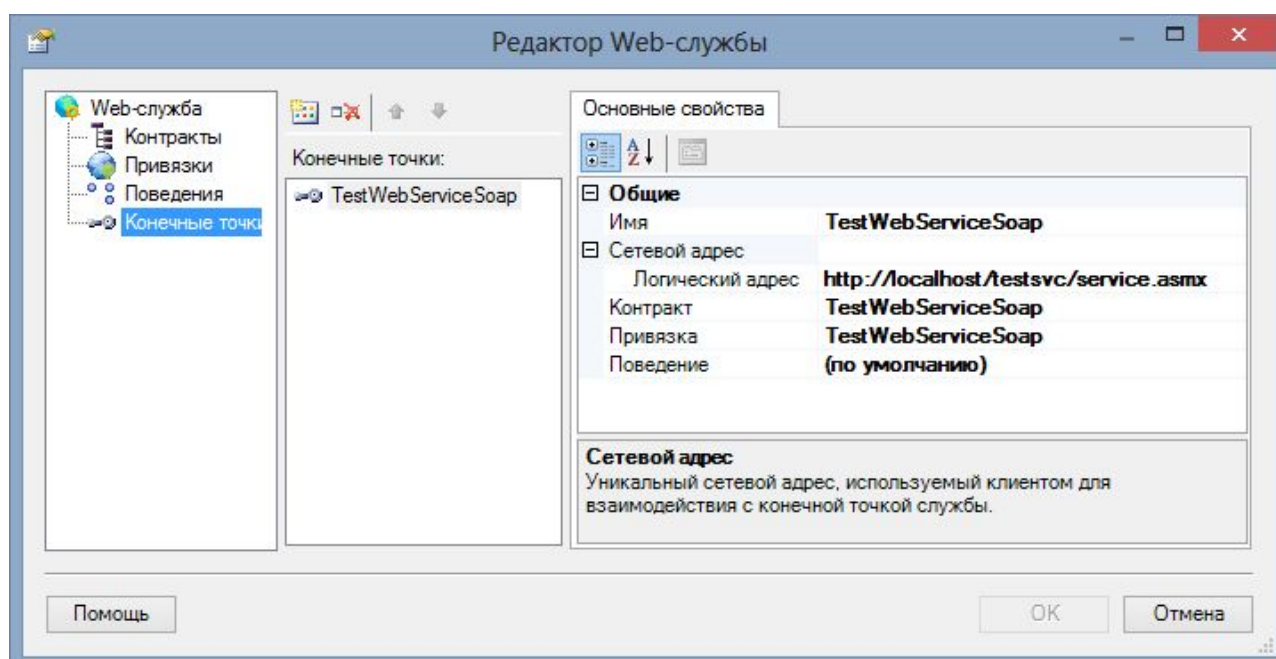 Редактор Web-службы
Web-служба
Контракты
Привязки
Поведения
Конечные точки
Конечные точки:
TestWebServiceSoap
Основные свойства
Общие
Имя TestWebServiceSoap
Сетевой адрес
Логический адрес http://localhost/testsvc/service.asmx
Контракт TestWebServiceSoap
Привязка TestWebServiceSoap
Поведение (по умолчанию)
Сетевой адрес
Уникальный сетевой адрес, используемый клиентом для
взаимодействия с конечной точкой службы.
Помощь
OK
Отмена